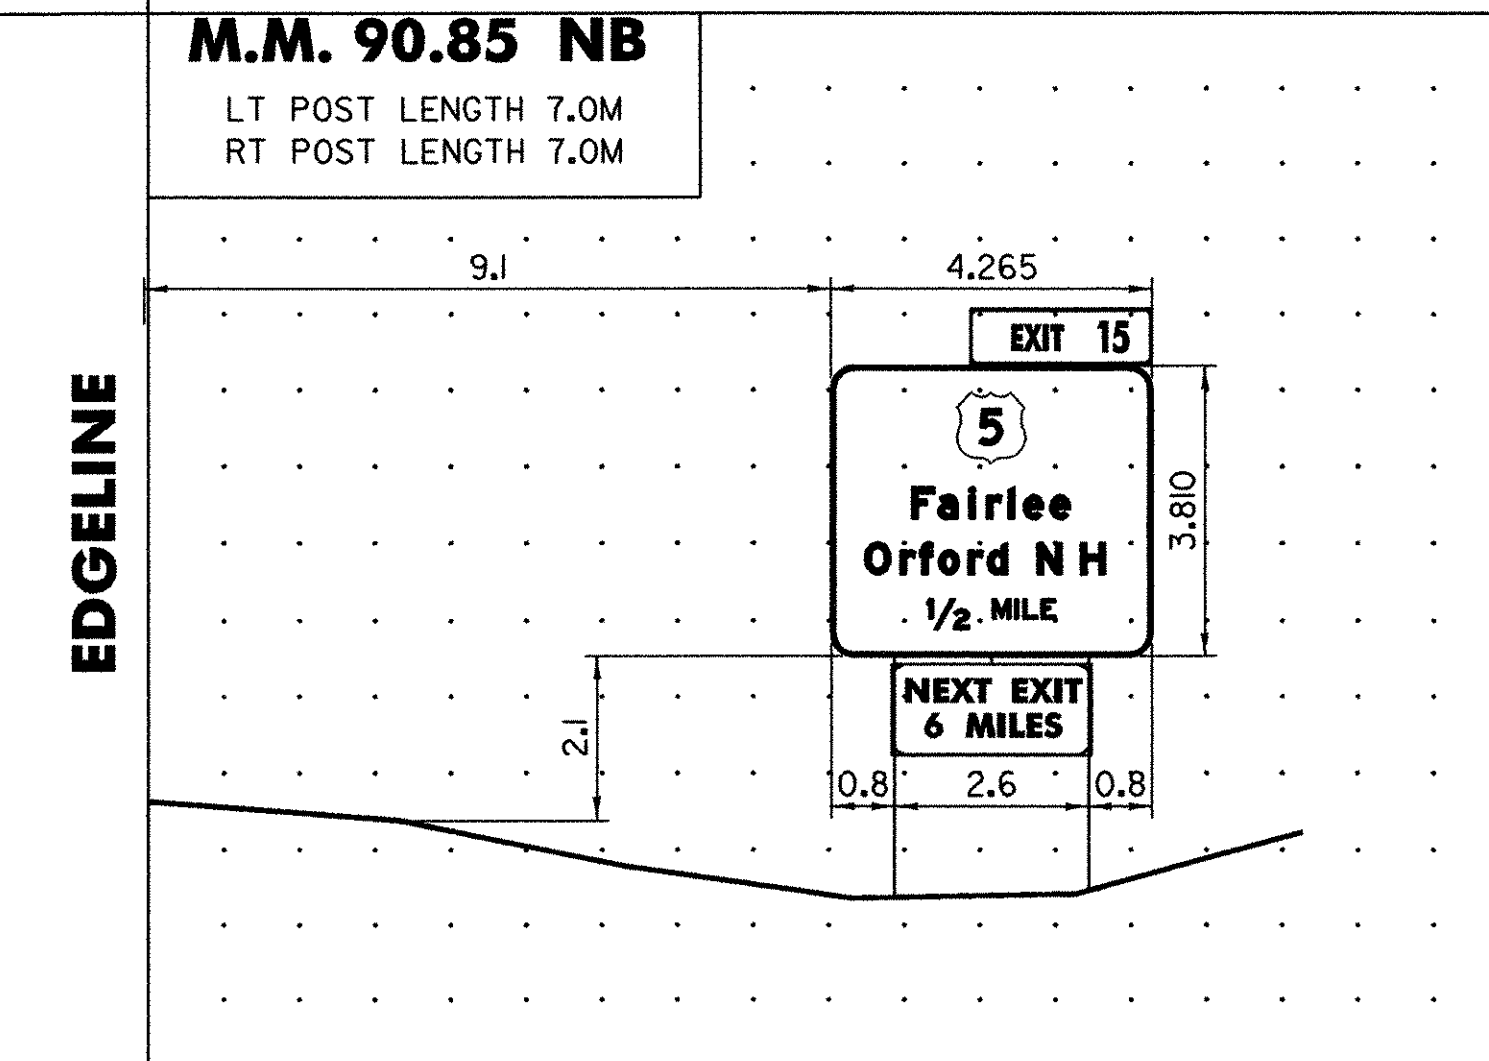 M.M. 90.85 NB
LT POST LENGTH 7.0M
RT POST LENGTH 7.0M
9.1
4.265
EXIT 15
EDGELINE
5
Fairlee
Orford N H
1/2 MILE
3.810
NEXT EXIT
6 MILES
2.1
0.8
2.6
0.8